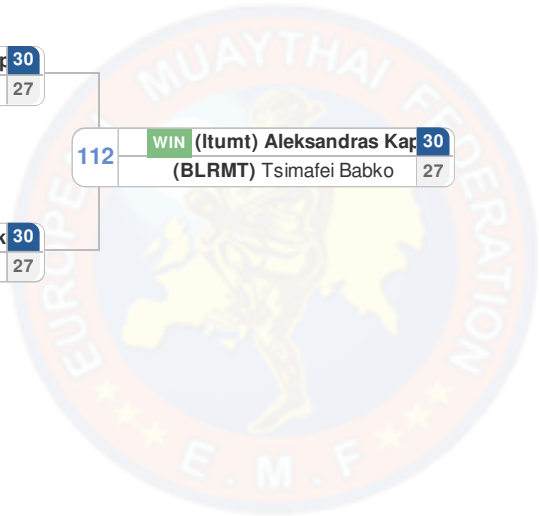 30
27
112
WIN (ltumt) Aleksandras Kap 30
(BLRMT) Tsimafei Babko 27
30
27
EUROPEAN MUAYTHAI FEDERATION
E.M.F